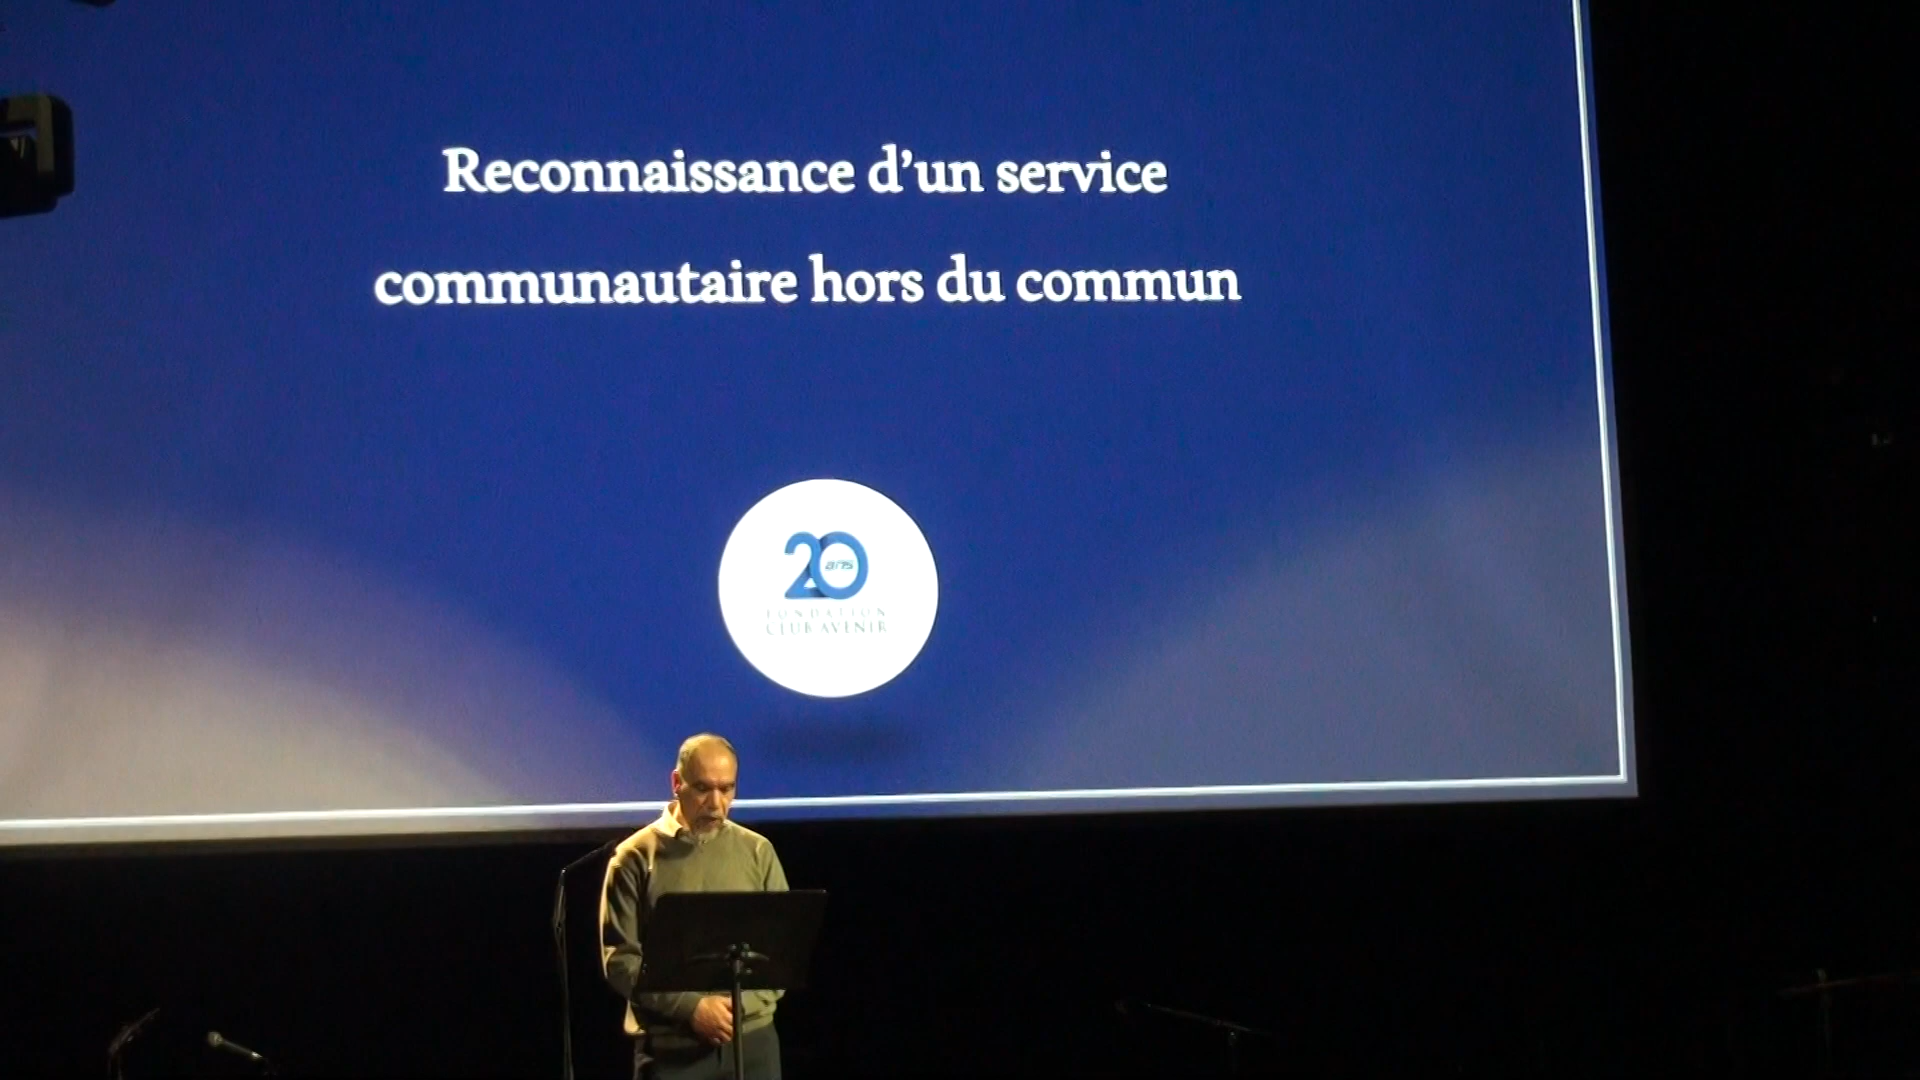 Reconnaissance d’un service
communautaire hors du commun
20
ans
FONDATION
CLUB AVENIR